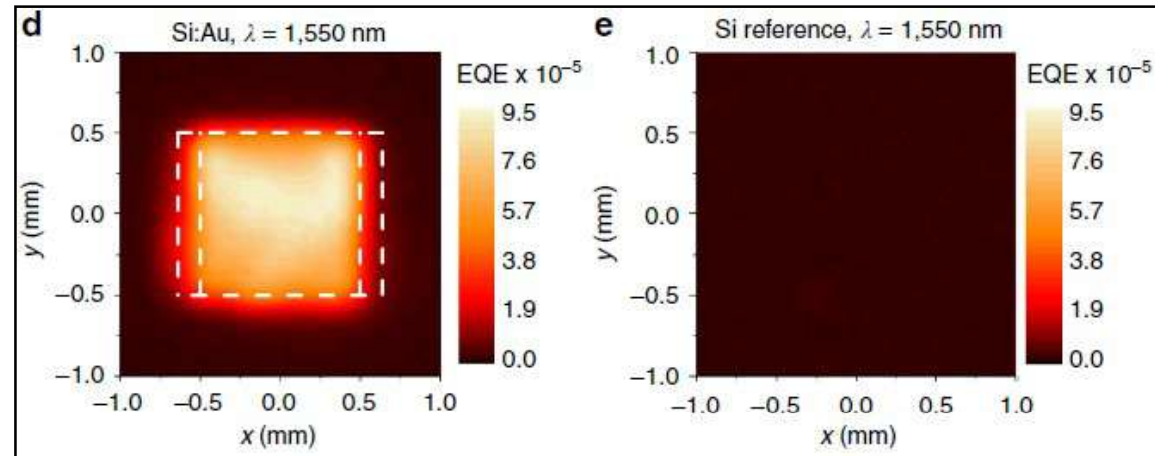 d
Si:Au, λ = 1,550 nm
1.0
0.5
0.0
−0.5
−1.0
y (mm)
−1.0 −0.5 0.0 0.5 1.0
x (mm)
EQE x 10⁻⁵
9.5
7.6
5.7
3.8
1.9
0.0
e
Si reference, λ = 1,550 nm
1.0
0.5
0.0
−0.5
−1.0
y (mm)
−1.0 −0.5 0.0 0.5 1.0
x (mm)
EQE x 10⁻⁵
9.5
7.6
5.7
3.8
1.9
0.0